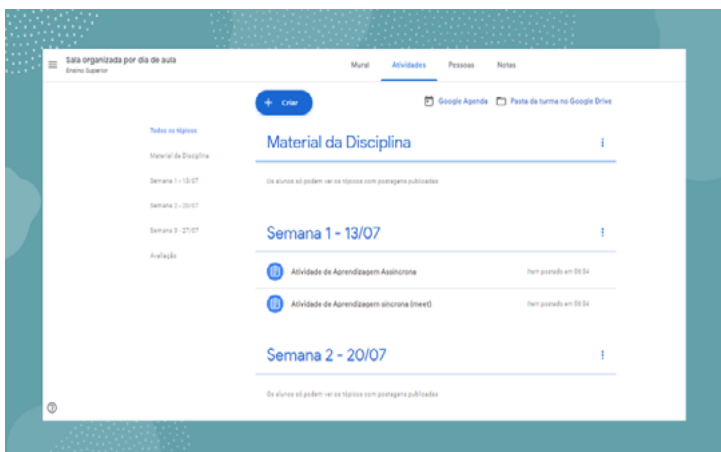 Sala organizada por dia de aula
Ensino Superior
Mural Atividades Pessoas Notas
+ Criar
Google Agenda Pasta da turma no Google Drive
Todos os tópicos
Material da Disciplina
Semana 1 - 13/07
Semana 2 - 20/07
Semana 3 - 27/07
Avaliação
Material da Disciplina
Os alunos só podem ver os tópicos com postagens publicadas
Semana 1 - 13/07
Atividade de Aprendizagem Assíncrona Item postado em 06:54
Atividade de Aprendizagem síncrona (meet) Item postado em 06:54
Semana 2 - 20/07
Os alunos só podem ver os tópicos com postagens publicadas